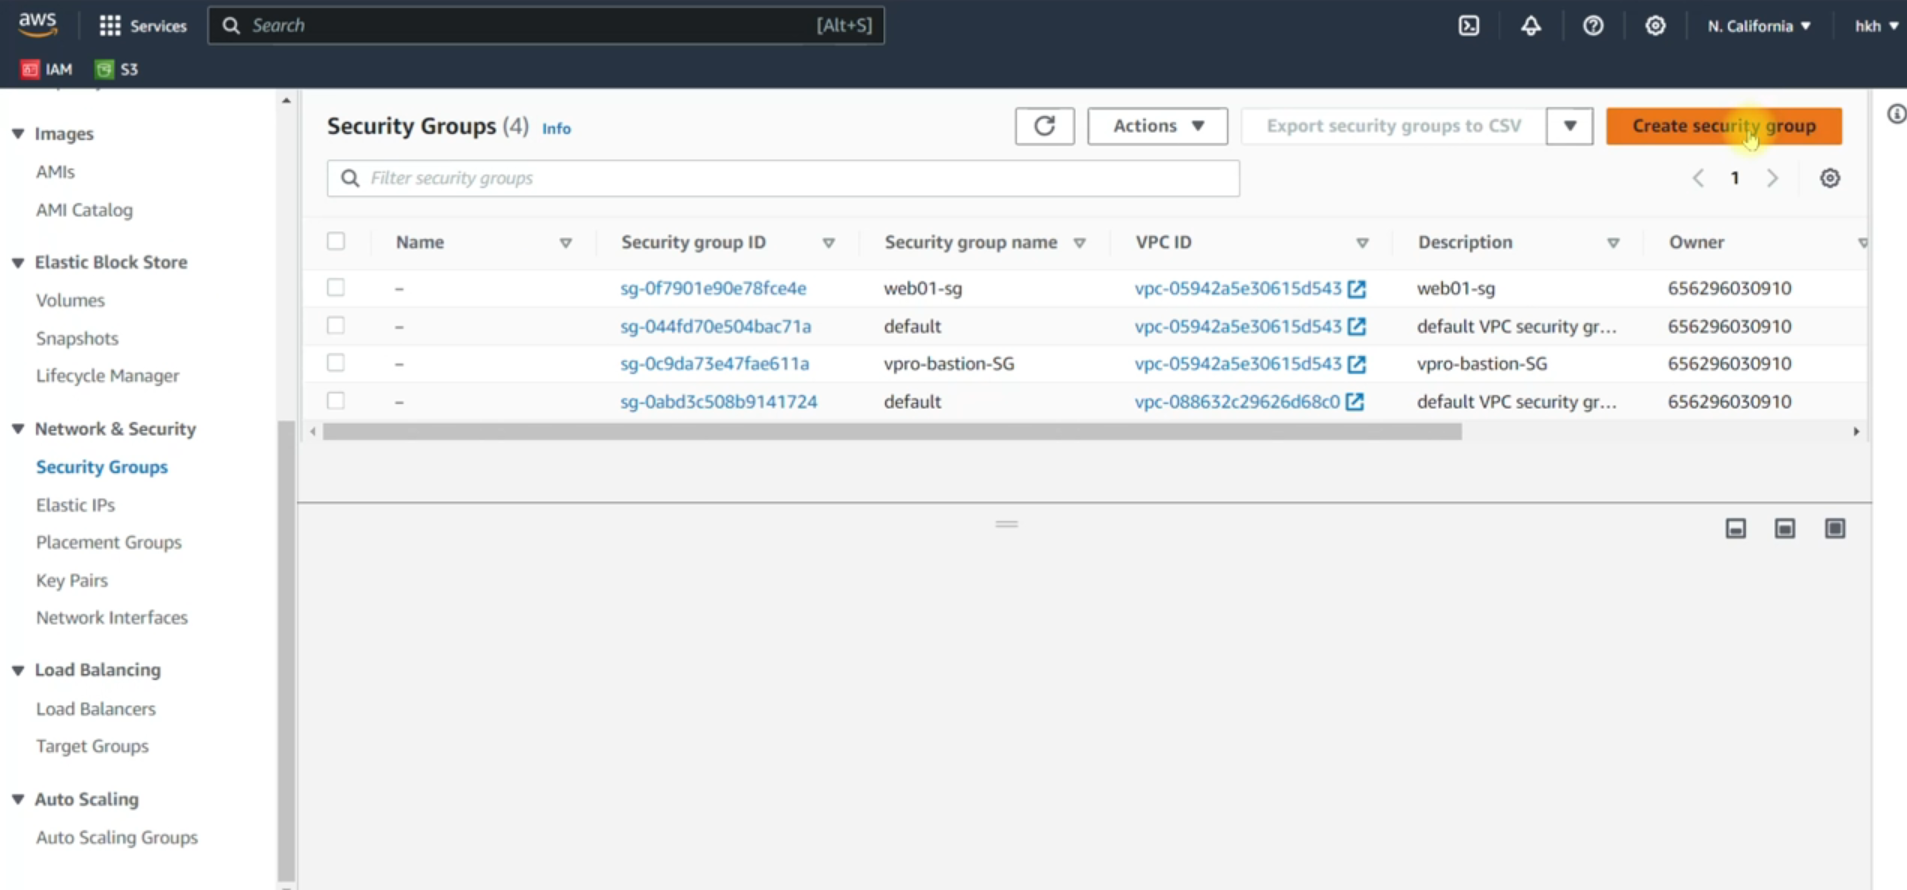 aws Services Search [Alt+S] N. California hkh
IAM S3
Images
AMIs
AMI Catalog
Elastic Block Store
Volumes
Snapshots
Lifecycle Manager
Network & Security
Security Groups
Elastic IPs
Placement Groups
Key Pairs
Network Interfaces
Load Balancing
Load Balancers
Target Groups
Auto Scaling
Auto Scaling Groups
Security Groups (4) Info Actions Export security groups to CSV Create security group
Filter security groups 1
Name Security group ID Security group name VPC ID Description Owner
– sg-0f7901e90e78fce4e web01-sg vpc-05942a5e30615d543 web01-sg 656296030910
– sg-044fd70e504bac71a default vpc-05942a5e30615d543 default VPC security gr... 656296030910
– sg-0c9da73e47fae611a vpro-bastion-SG vpc-05942a5e30615d543 vpro-bastion-SG 656296030910
– sg-0abd3c508b9141724 default vpc-088632c29626d68c0 default VPC security gr... 656296030910